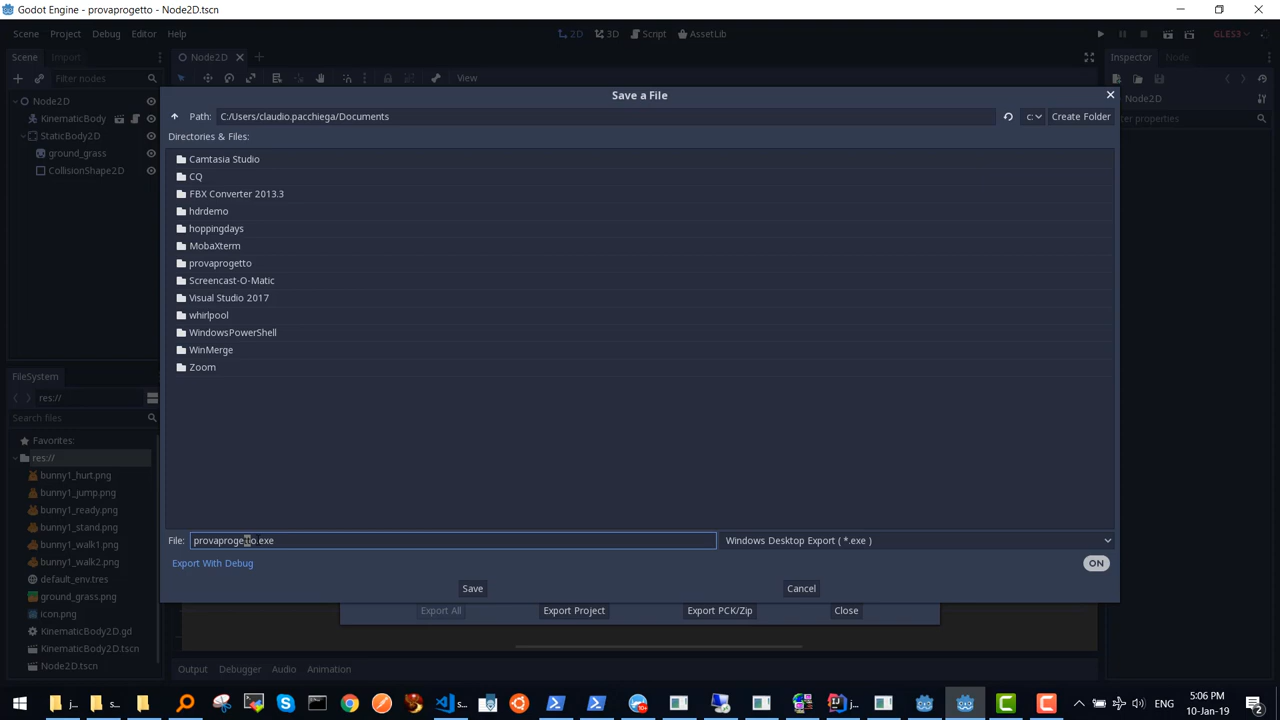 Godot Engine - provaprogetto - Node2D.tscn
Scene Project Debug Editor Help
2D 3D Script AssetLib
GLES3
Scene Import
Node2D
Inspector Node
Filter nodes
View
Save a File
Node2D
Node2D
Path: C:/Users/claudio.pacchiega/Documents
c:
Create Folder
KinematicBody
properties
StaticBody2D
Directories & Files:
ground_grass
Camtasia Studio
CollisionShape2D
CQ
FBX Converter 2013.3
hdrdemo
hoppingdays
MobaXterm
provaprogetto
Screencast-O-Matic
Visual Studio 2017
whirlpool
WindowsPowerShell
WinMerge
Zoom
FileSystem
res://
Search files
Favorites:
res://
bunny1_hurt.png
bunny1_jump.png
bunny1_ready.png
bunny1_stand.png
bunny1_walk1.png
bunny1_walk2.png
default_env.tres
ground_grass.png
icon.png
KinematicBody2D.gd
KinematicBody2D.tscn
Node2D.tscn
File: provaprogetto.exe
Windows Desktop Export ( *.exe )
Export With Debug
ON
Save
Cancel
Export All
Export Project
Export PCK/Zip
Close
Output Debugger Audio Animation
j...
s...
s...
j...
ENG
5:06 PM
10-Jan-19
2